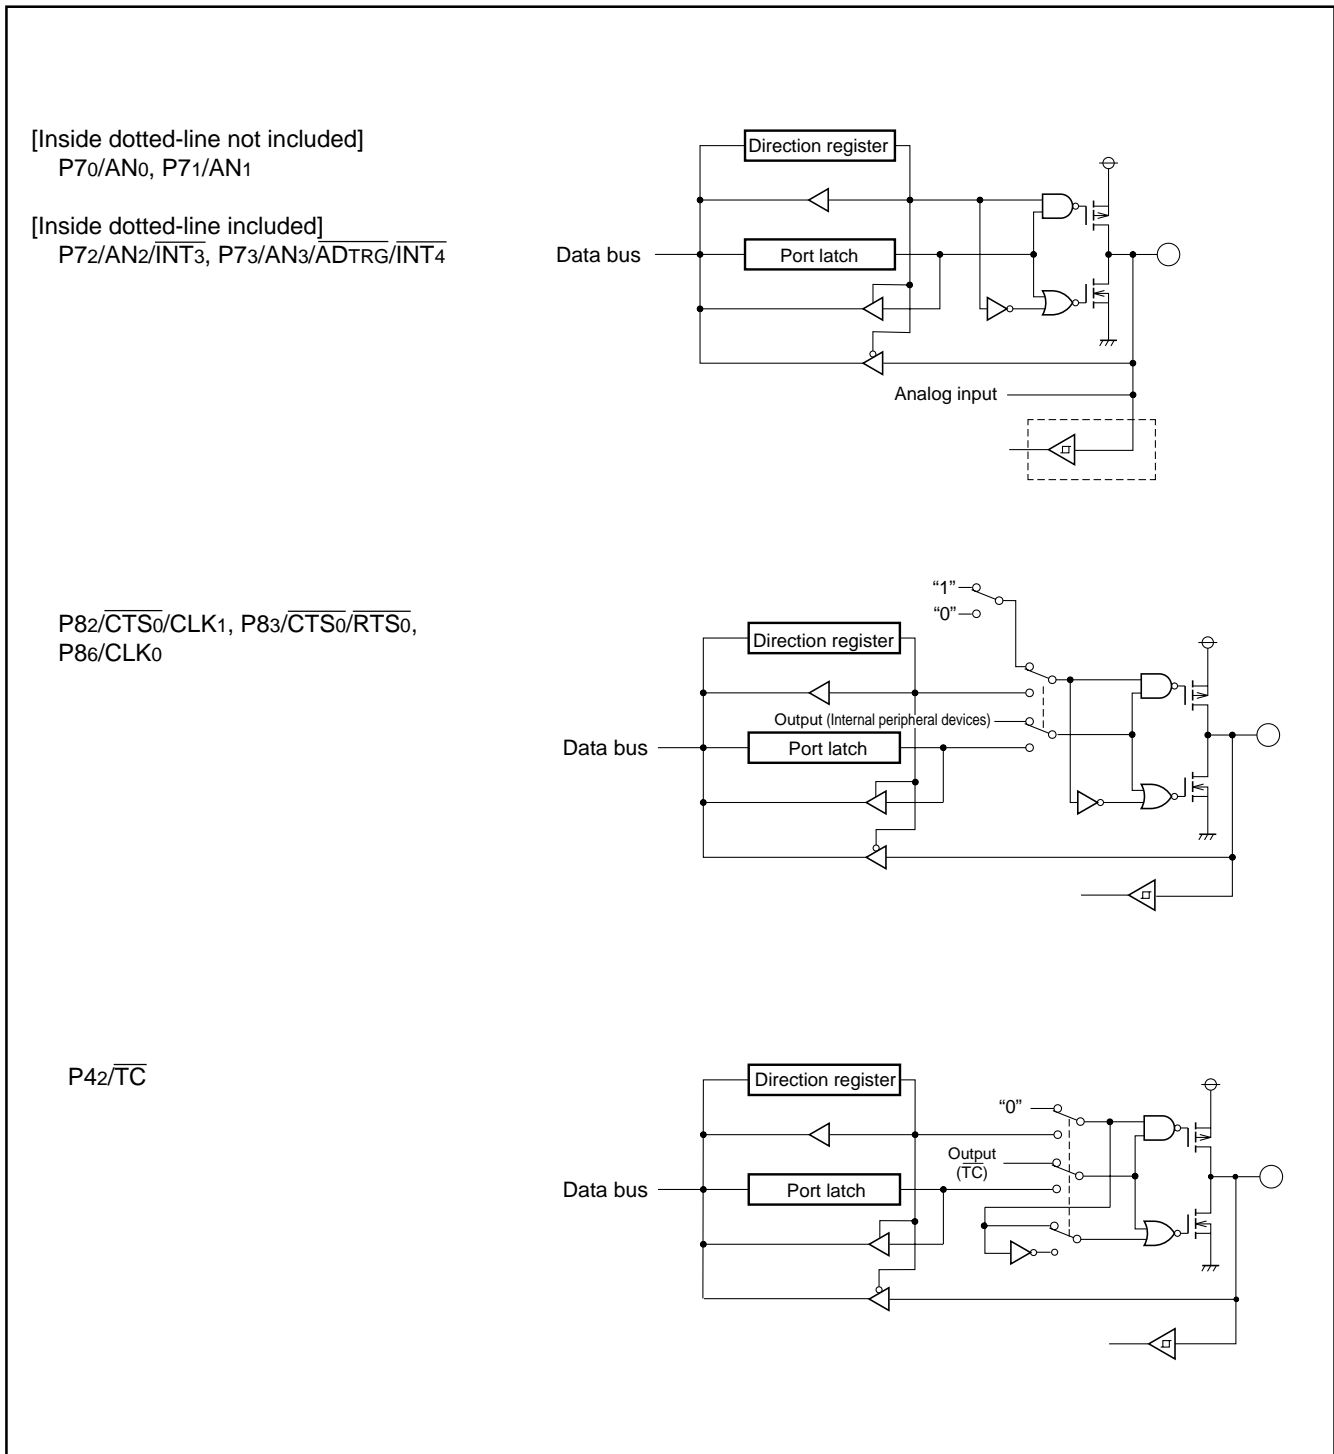 [Inside dotted-line not included]
P70/AN0, P71/AN1
[Inside dotted-line included]
P72/AN2/INT3, P73/AN3/ADTRG/INT4
Direction register
Data bus
Port latch
Analog input
P82/CTS0/CLK1, P83/CTS0/RTS0,
P86/CLK0
“1”
“0”
Direction register
Output (Internal peripheral devices)
Data bus
Port latch
P42/TC
Direction register
“0”
Output
(TC)
Data bus
Port latch